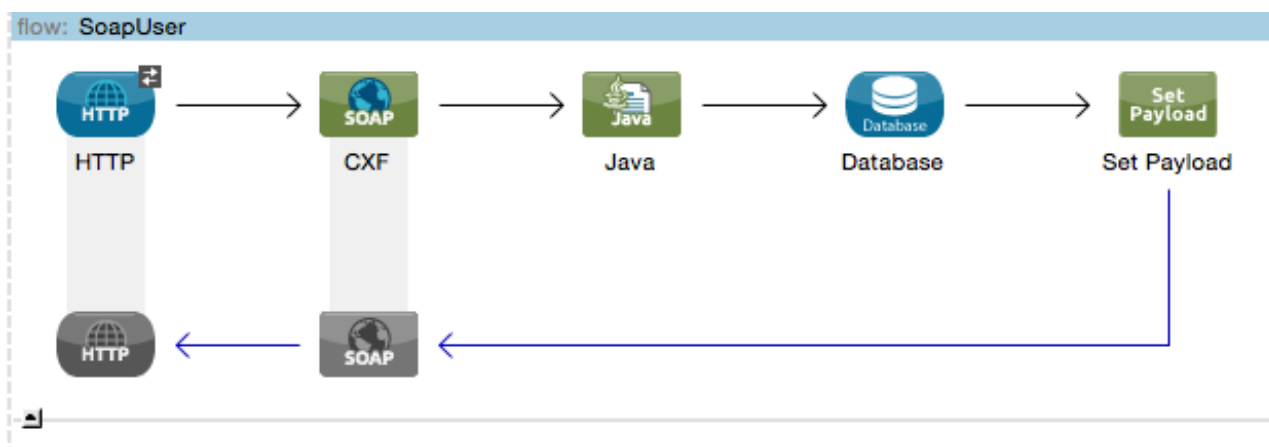 flow: SoapUser
HTTP
SOAP
Java
Database
Set
Payload
HTTP
CXF
Java
Database
Set Payload
HTTP
SOAP